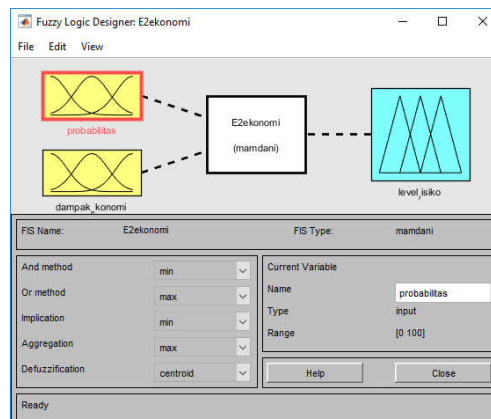 Fuzzy Logic Designer: E2ekonomi
File Edit View
probabilitas
E2ekonomi
(mamdani)
dampak_ekonomi
level_risiko
FIS Name: E2ekonomi FIS Type: mamdani
And method min
Or method max
Implication min
Aggregation max
Defuzzification centroid
Current Variable
Name probabilitas
Type input
Range [0 100]
Help Close
Ready